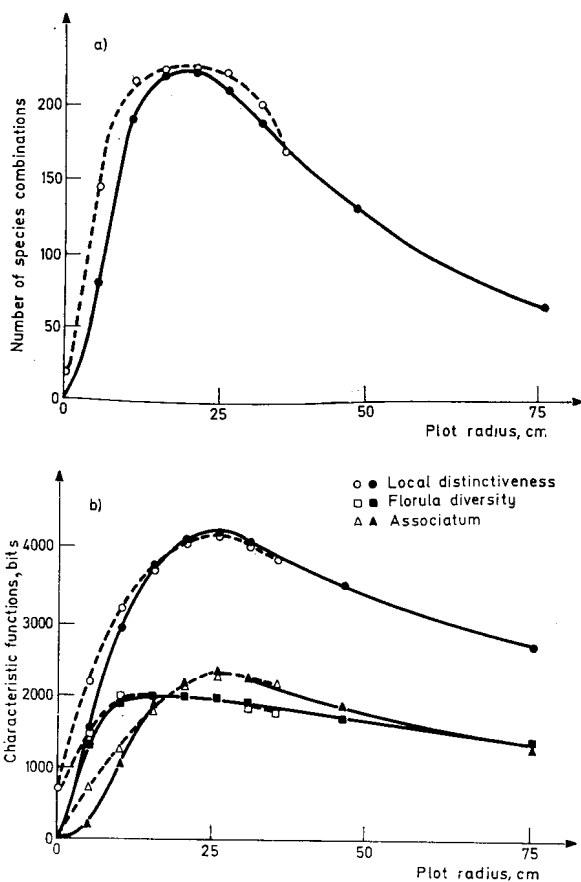 a)
Number of species combinations
200
150
100
50
0
0
25
50
75
Plot radius, cm
b)
Local distinctiveness
Florula diversity
Associatum
Characteristic functions, bits
4000
3000
2000
1000
0
0
25
50
75
Plot radius, cm